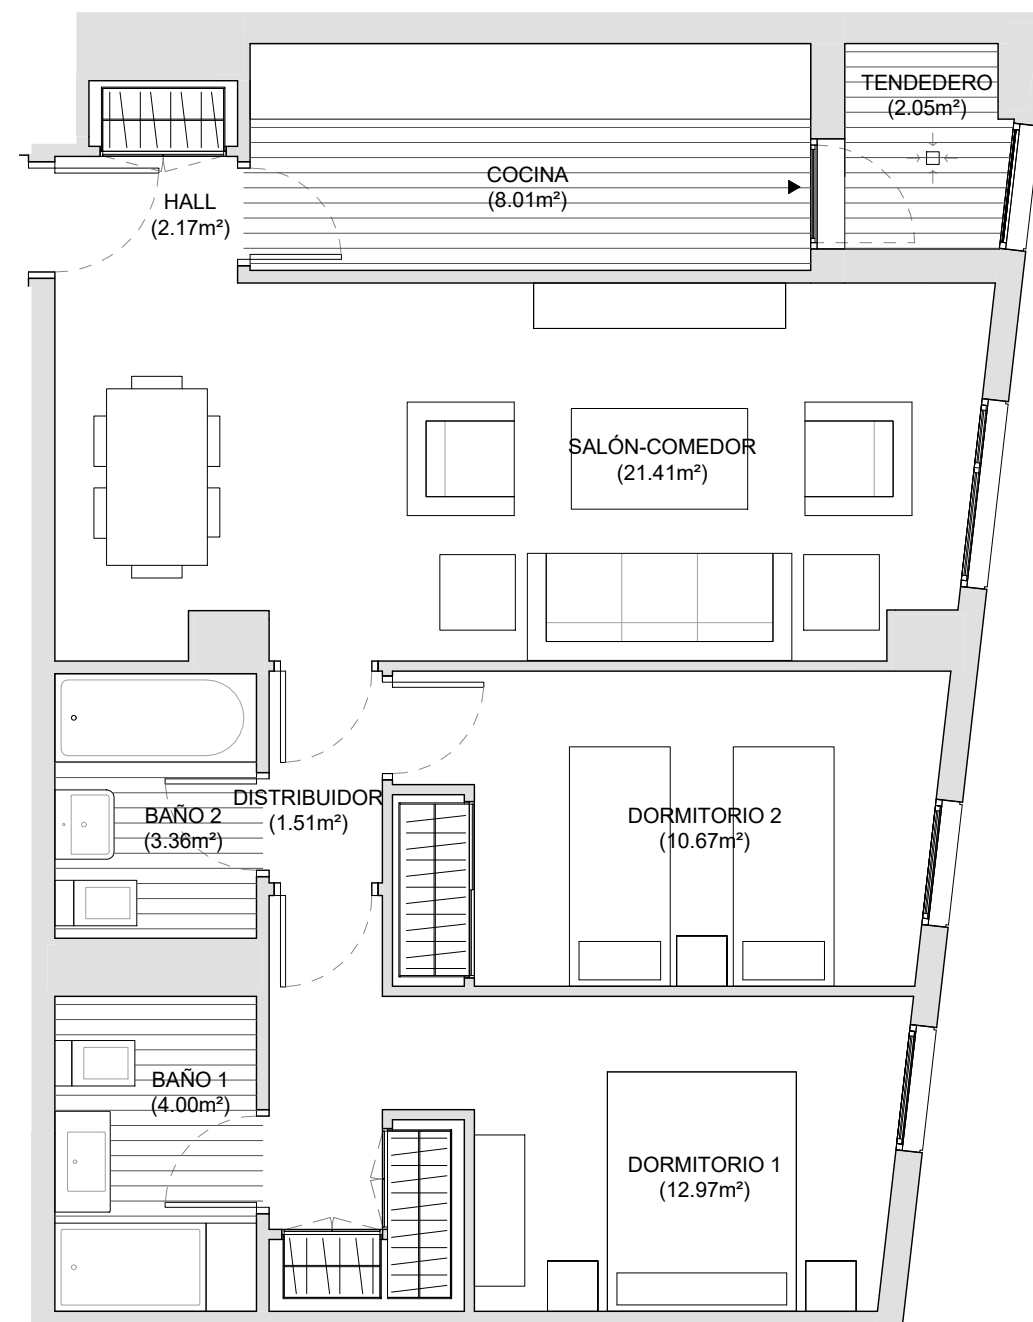 TENDEDERO
(2.05m²)
COCINA
(8.01m²)
HALL
(2.17m²)
SALÓN-COMEDOR
(21.41m²)
DISTRIBUIDOR
(1.51m²)
BAÑO 2
(3.36m²)
DORMITORIO 2
(10.67m²)
BAÑO 1
(4.00m²)
DORMITORIO 1
(12.97m²)